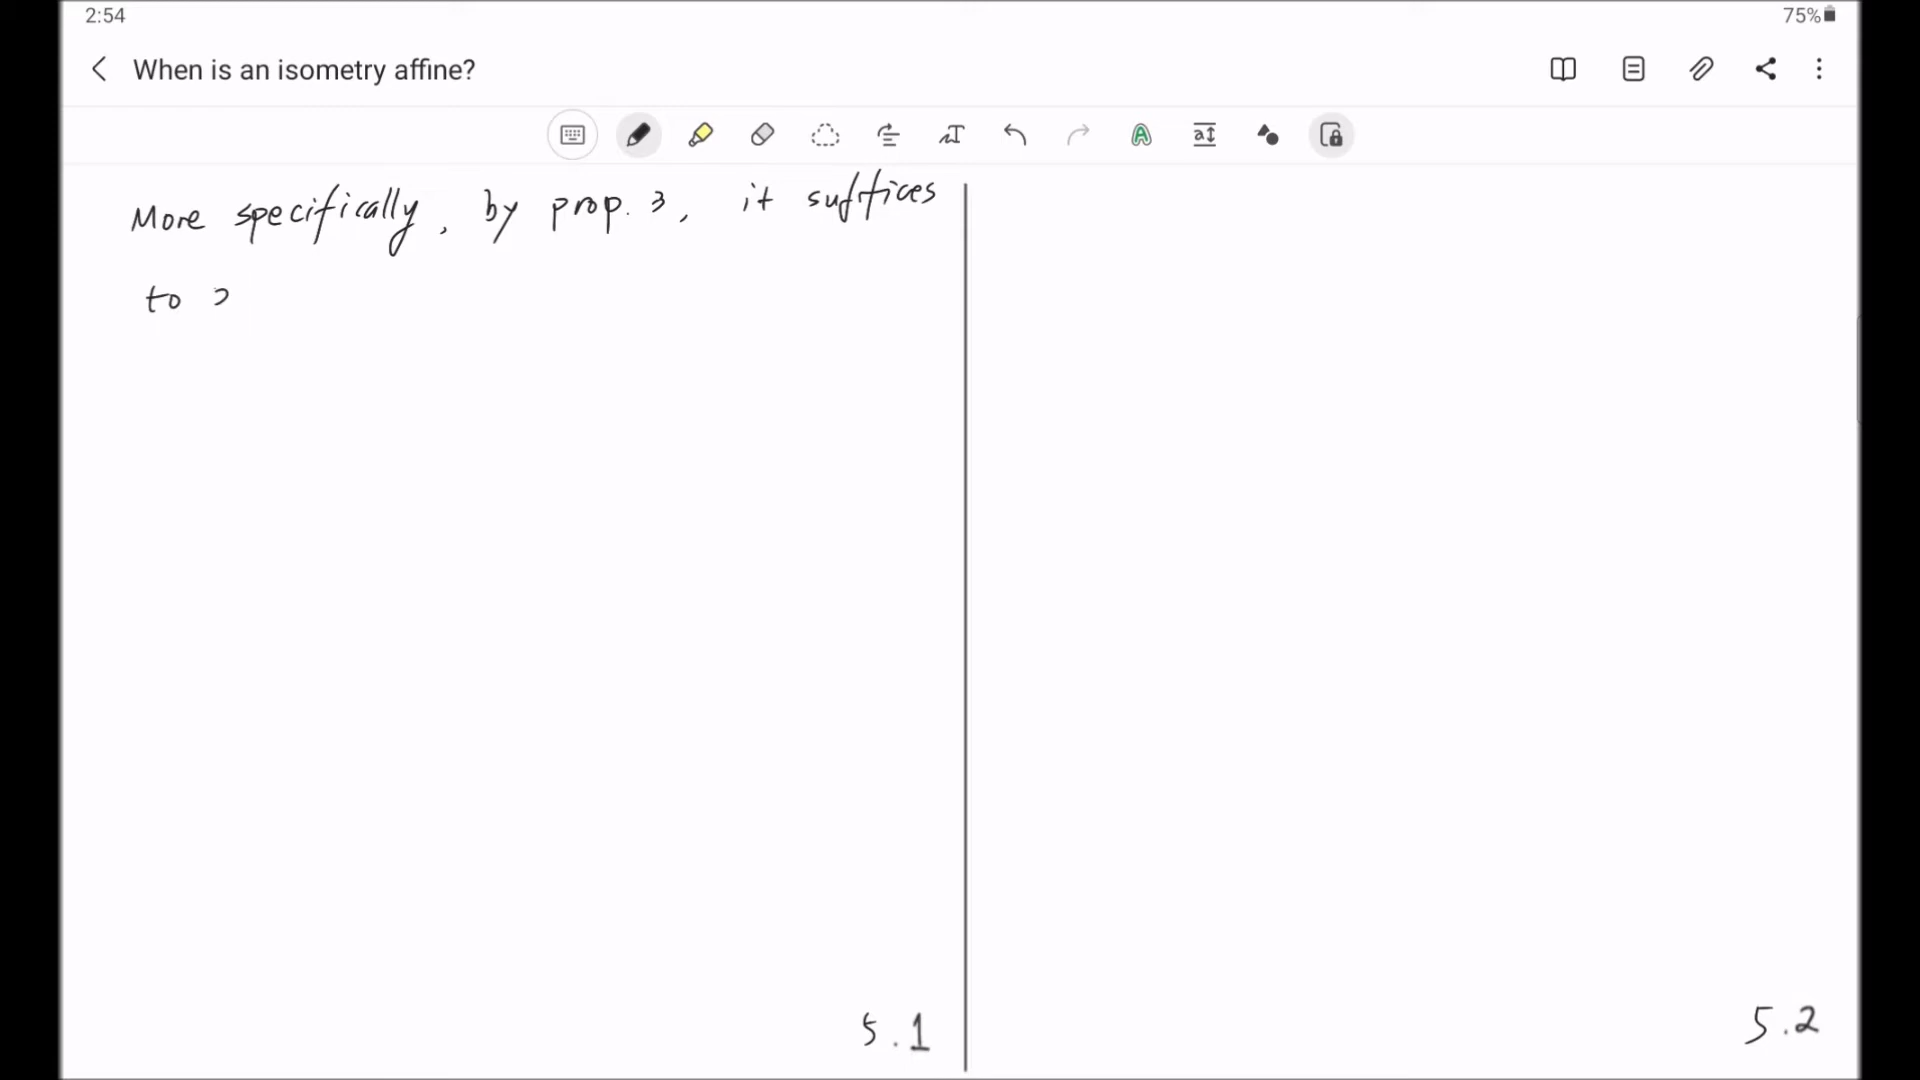 2:54
75%
When is an isometry affine?
More specifically, by prop. 3, it suffices
to
5.1
5.2